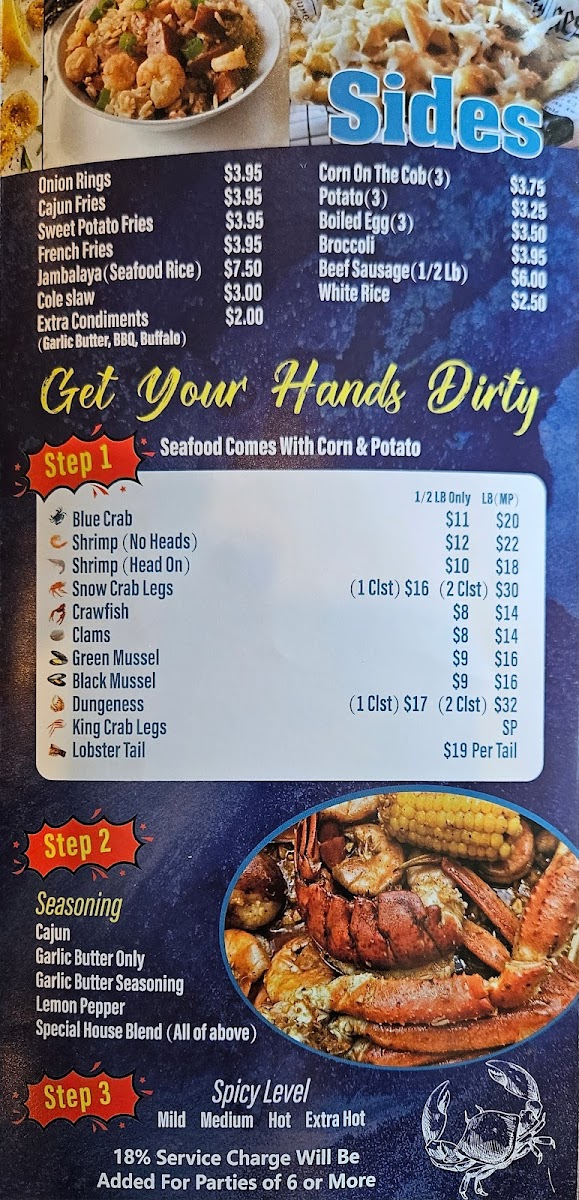 Sides
Onion Rings $3.95
Cajun Fries $3.95
Sweet Potato Fries $3.95
French Fries $3.95
Jambalaya (Seafood Rice) $7.50
Cole slaw $3.00
Extra Condiments $2.00
(Garlic Butter, BBQ, Buffalo)
Corn On The Cob (3) $3.75
Potato (3) $3.25
Boiled Egg (3) $3.50
Broccoli $3.95
Beef Sausage (1/2 Lb) $6.00
White Rice $2.50
Get Your Hands Dirty
Step 1
Seafood Comes With Corn & Potato
1/2 LB Only LB (MP)
Blue Crab $11 $20
Shrimp (No Heads) $12 $22
Shrimp (Head On) $10 $18
Snow Crab Legs (1 Clst) $16 (2 Clst) $30
Crawfish $8 $14
Clams $8 $14
Green Mussel $9 $16
Black Mussel $9 $16
Dungeness (1 Clst) $17 (2 Clst) $32
King Crab Legs SP
Lobster Tail $19 Per Tail
Step 2
Seasoning
Cajun
Garlic Butter Only
Garlic Butter Seasoning
Lemon Pepper
Special House Blend (All of above)
Step 3
Spicy Level
Mild Medium Hot Extra Hot
18% Service Charge Will Be
Added For Parties of 6 or More